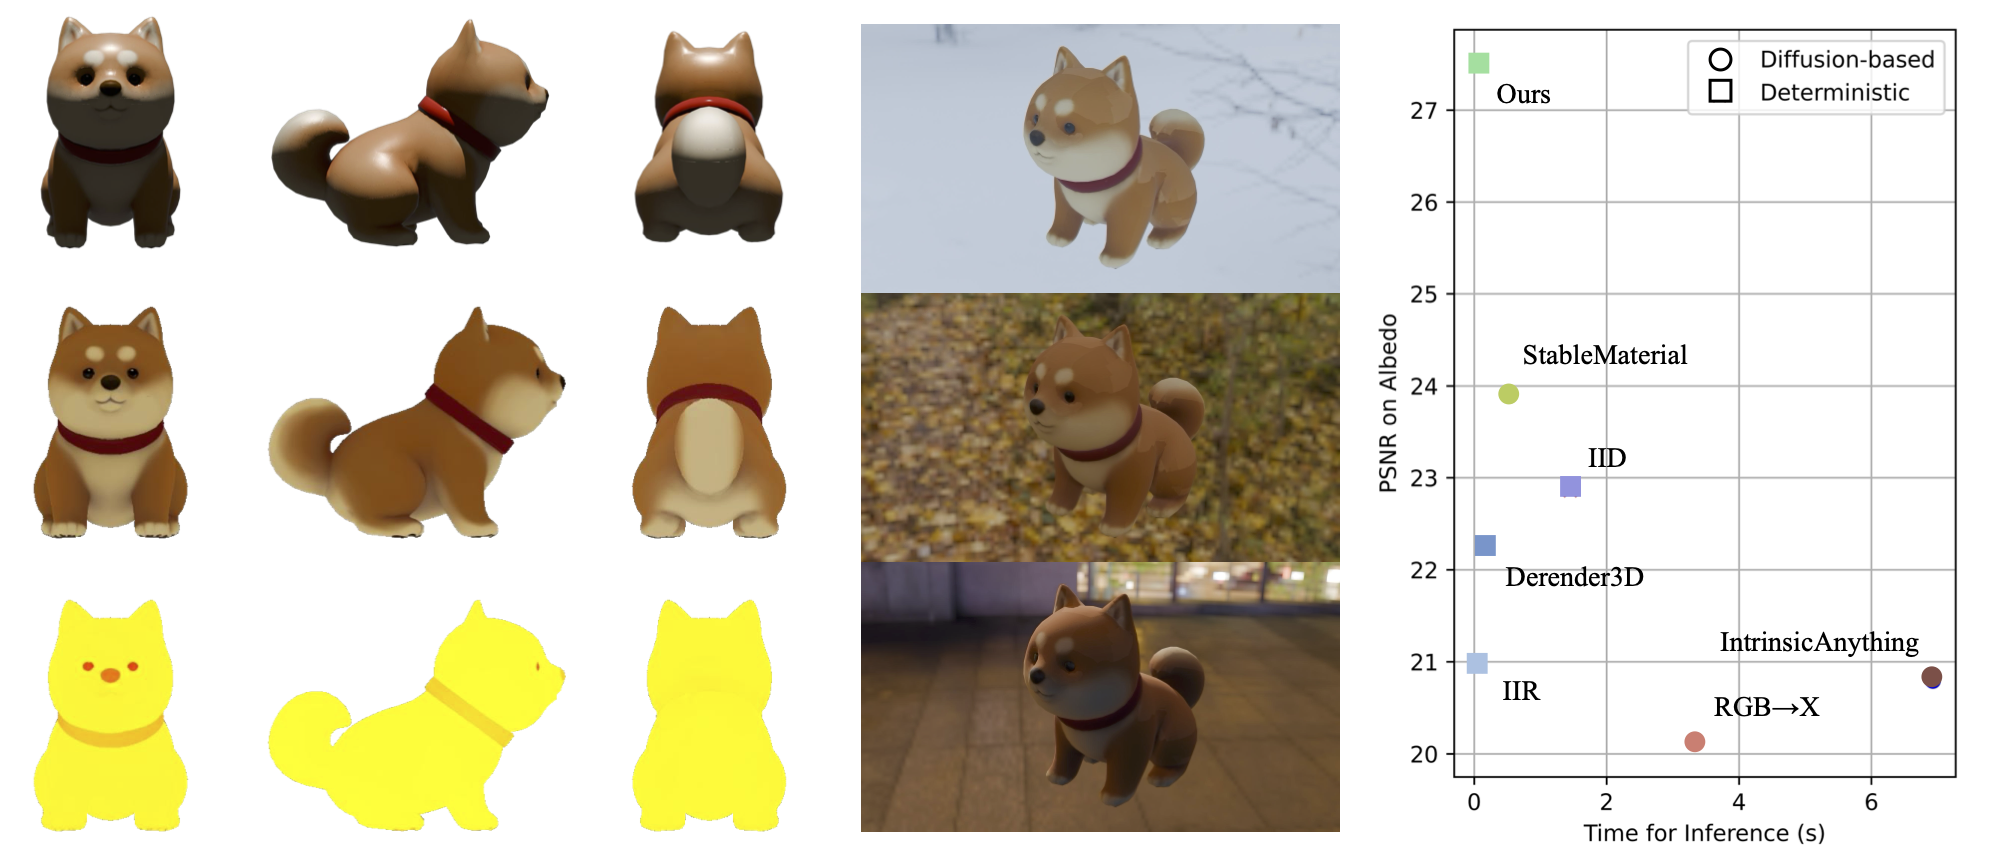 Diffusion-based
Deterministic
Ours
StableMaterial
IID
Derender3D
IntrinsicAnything
IIR
RGB→X
27
26
25
24
23
22
21
20
PSNR on Albedo
0 2 4 6
Time for Inference (s)